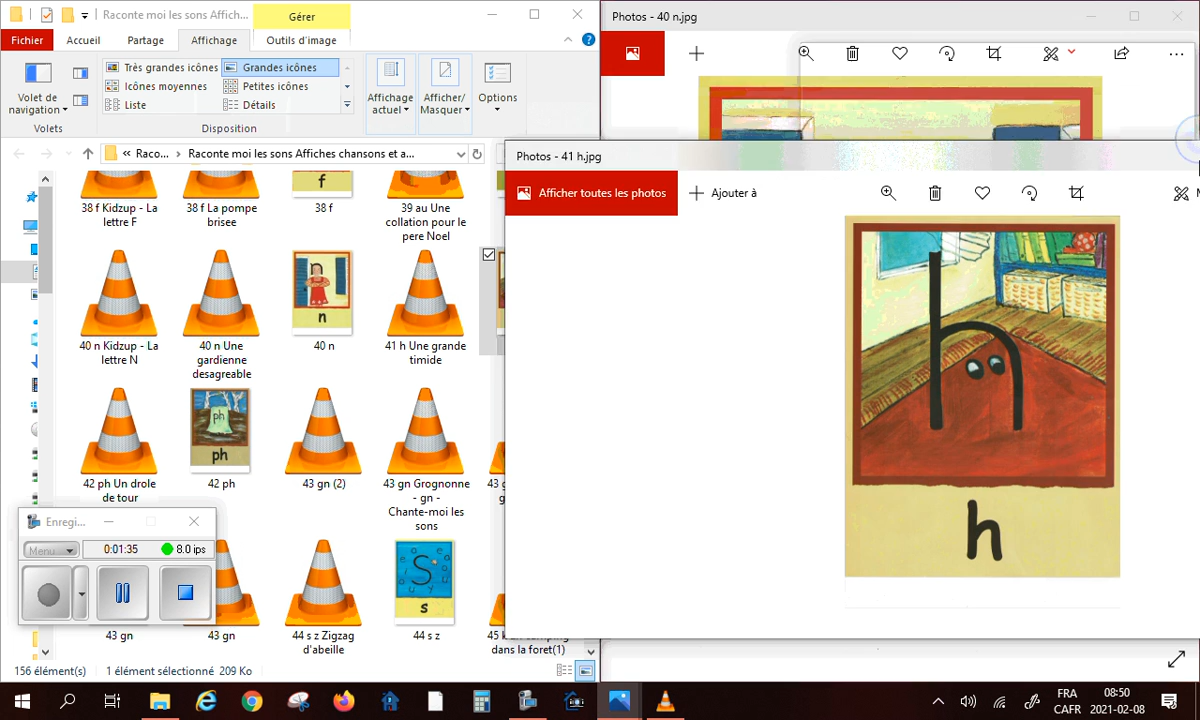 Raconte moi les sons Affich...
Gérer
Fichier
Accueil
Partage
Affichage
Outils d'image
Volet de
navigation
Très grandes icônes
Grandes icônes
Icônes moyennes
Petites icônes
Liste
Détails
Affichage
actuel
Afficher/
Masquer
Options
Volets
Disposition
« Raco... › Raconte moi les sons Affiches chansons et a...
f
38 f Kidzup - La
lettre F
38 f La pompe
brisee
38 f
39 au Une
collation pour le
pere Noel
n
40 n Kidzup - La
lettre N
40 n Une
gardienne
desagreable
40 n
41 h Une grande
timide
ph
ph
42 ph Un drole
de tour
42 ph
43 gn (2)
43 gn Grognonne
- gn -
Chante-moi les
sons
Enregi...
Menu
0:01:35
8.0 ips
S
s
43 gn
43 gn
44 s z Zigzag
d'abeille
44 s z
dans la foret(1)
156 élément(s)
1 élément sélectionné 209 Ko
Photos - 40 n.jpg
Photos - 41 h.jpg
Afficher toutes les photos
Ajouter à
h
h
FRA
CAFR
08:50
2021-02-08